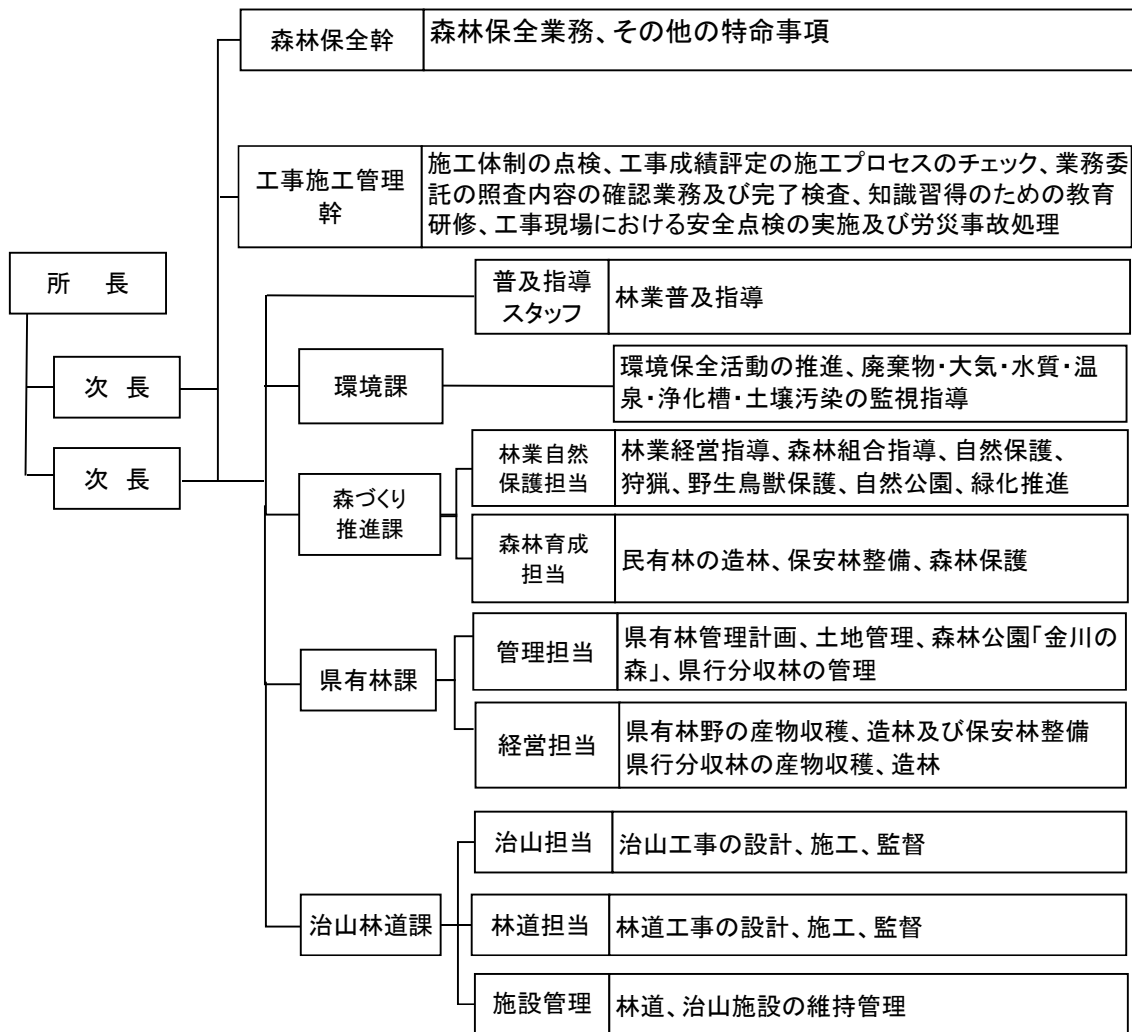 森林保全幹
森林保全業務、その他の特命事項
工事施工管理
幹
施工体制の点検、工事成績評定の施工プロセスのチェック、業務委
託の照査内容の確認業務及び完了検査、知識習得のための教育
研修、工事現場における安全点検の実施及び労災事故処理
所 長
次 長
次 長
普及指導
スタッフ
林業普及指導
環境課
環境保全活動の推進、廃棄物・大気・水質・温
泉・浄化槽・土壌汚染の監視指導
森づくり
推進課
林業自然
保護担当
林業経営指導、森林組合指導、自然保護、
狩猟、野生鳥獣保護、自然公園、緑化推進
森林育成
担当
民有林の造林、保安林整備、森林保護
県有林課
管理担当
県有林管理計画、土地管理、森林公園「金川の
森」、県行分収林の管理
経営担当
県有林野の産物収穫、造林及び保安林整備
県行分収林の産物収穫、造林
治山林道課
治山担当
治山工事の設計、施工、監督
林道担当
林道工事の設計、施工、監督
施設管理
林道、治山施設の維持管理